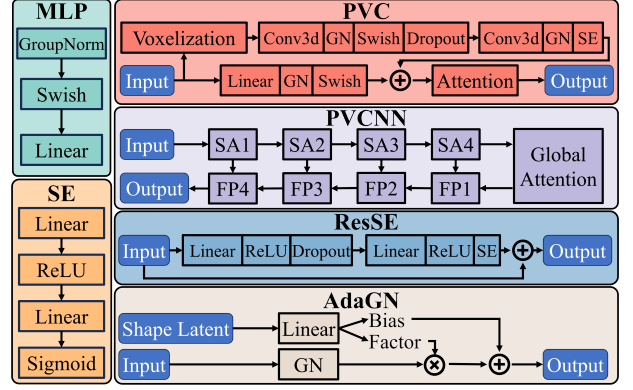 MLP
GroupNorm
Swish
Linear
SE
Linear
ReLU
Linear
Sigmoid
PVC
Voxelization Conv3d GN Swish Dropout Conv3d GN SE
Input Linear GN Swish Attention Output
PVCNN
Input SA1 SA2 SA3 SA4 Global Attention
Output FP4 FP3 FP2 FP1
ResSE
Input Linear ReLU Dropout Linear ReLU SE Output
AdaGN
Shape Latent Linear Bias
Factor
Input GN Output